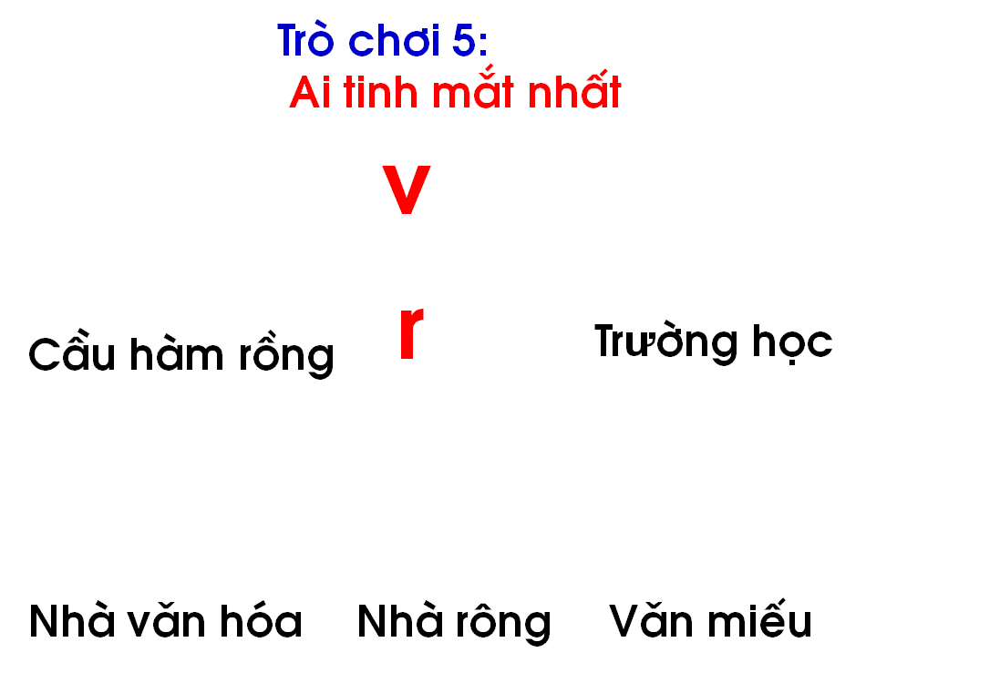 Trò chơi 5:
Ai tinh mắt nhất
v
r
Cầu hàm rồng
Trường học
Nhà văn hóa
Nhà rông
Văn miếu